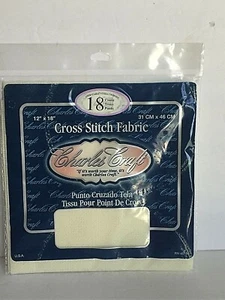 18
Count
12" x 18"
31 CM x 46 CM
Cross Stitch Fabric
Charles Craft
"If it's worth your time, it's
worth Charles Craft."
Punto Cruzado Tela
Tissu Pour Point De Croix
U.S.A.